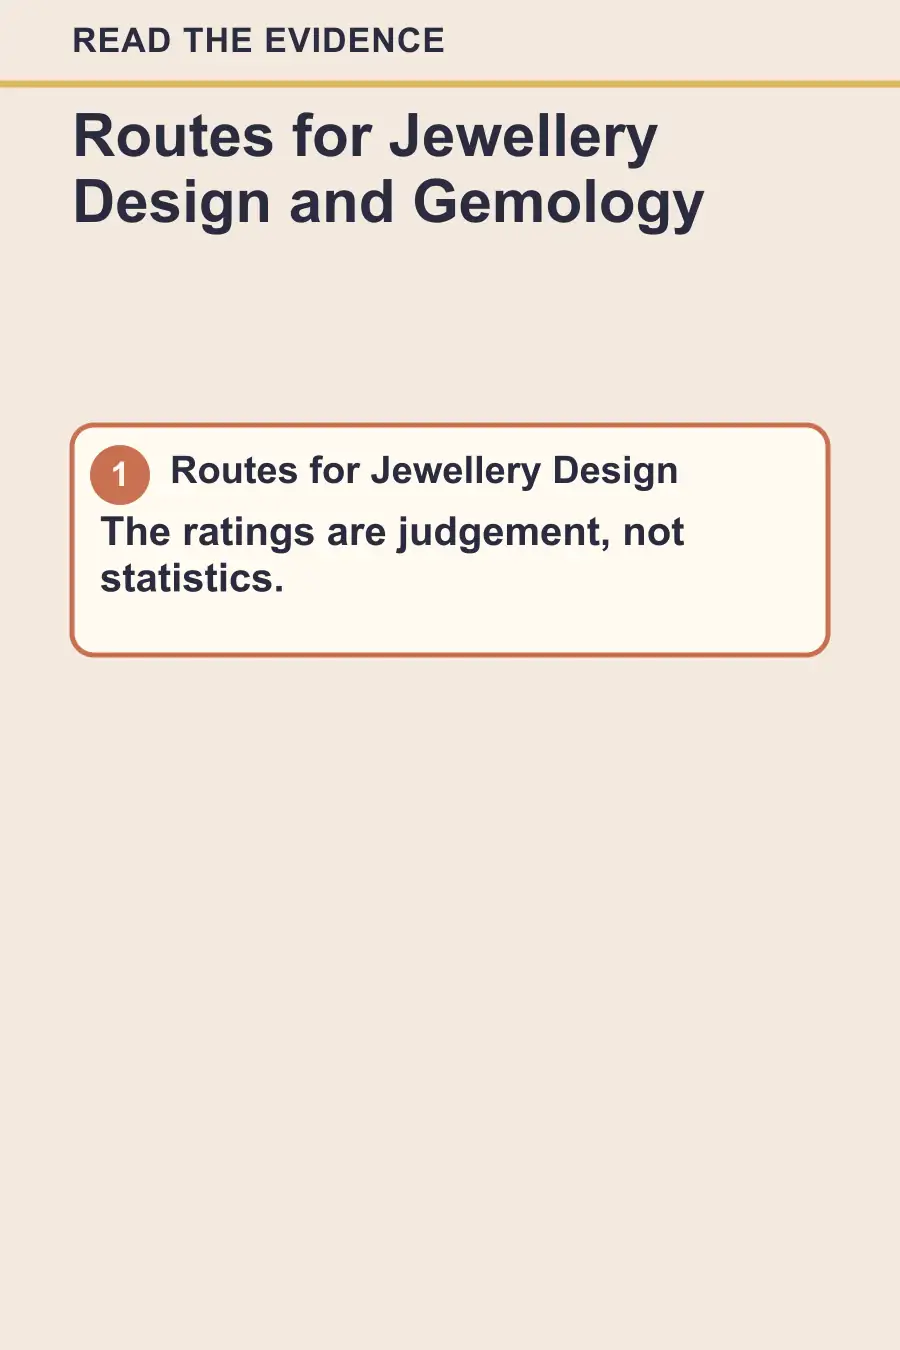 READ THE EVIDENCE
Routes for Jewellery
Design and Gemology
1 Routes for Jewellery Design
The ratings are judgement, not
statistics.